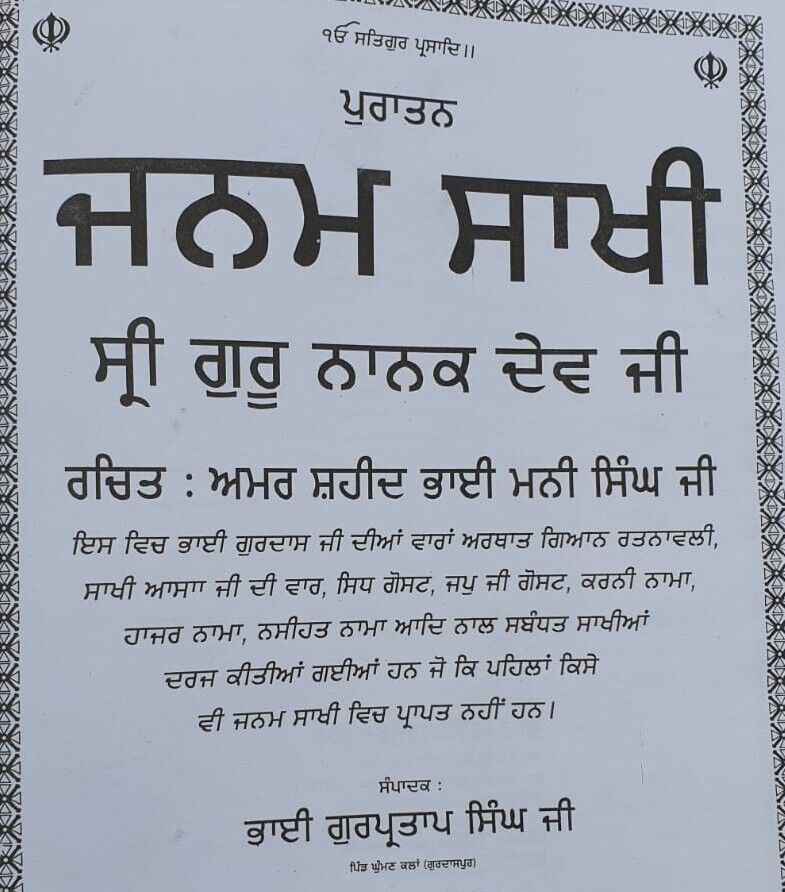 ੴ ਸਤਿਗੁਰ ਪ੍ਰਸਾਦਿ॥
ਪੁਰਾਤਨ
ਜਨਮ ਸਾਖੀ
ਸ੍ਰੀ ਗੁਰੂ ਨਾਨਕ ਦੇਵ ਜੀ
ਰਚਿਤ : ਅਮਰ ਸ਼ਹੀਦ ਭਾਈ ਮਨੀ ਸਿੰਘ ਜੀ
ਇਸ ਵਿਚ ਭਾਈ ਗੁਰਦਾਸ ਜੀ ਦੀਆਂ ਵਾਰਾਂ ਅਰਥਾਤ ਗਿਆਨ ਰਤਨਾਵਲੀ,
ਸਾਖੀ ਆਸਾਾ ਜੀ ਦੀ ਵਾਰ, ਸਿਧ ਗੋਸਟ, ਜਪੁ ਜੀ ਗੋਸਟ, ਕਰਨੀ ਨਾਮਾ,
ਹਾਜਰ ਨਾਮਾ, ਨਸੀਹਤ ਨਾਮਾ ਆਦਿ ਨਾਲ ਸਬੰਧਤ ਸਾਖੀਆਂ
ਦਰਜ ਕੀਤੀਆਂ ਗਈਆਂ ਹਨ ਜੋ ਕਿ ਪਹਿਲਾਂ ਕਿਸੇ
ਵੀ ਜਨਮ ਸਾਖੀ ਵਿਚ ਪ੍ਰਾਪਤ ਨਹੀਂ ਹਨ।
ਸੰਪਾਦਕ :
ਭਾਈ ਗੁਰਪ੍ਰਤਾਪ ਸਿੰਘ ਜੀ
ਪਿੰਡ ਘੁੰਮਣ ਕਲਾਂ (ਗੁਰਦਾਸਪੁਰ)